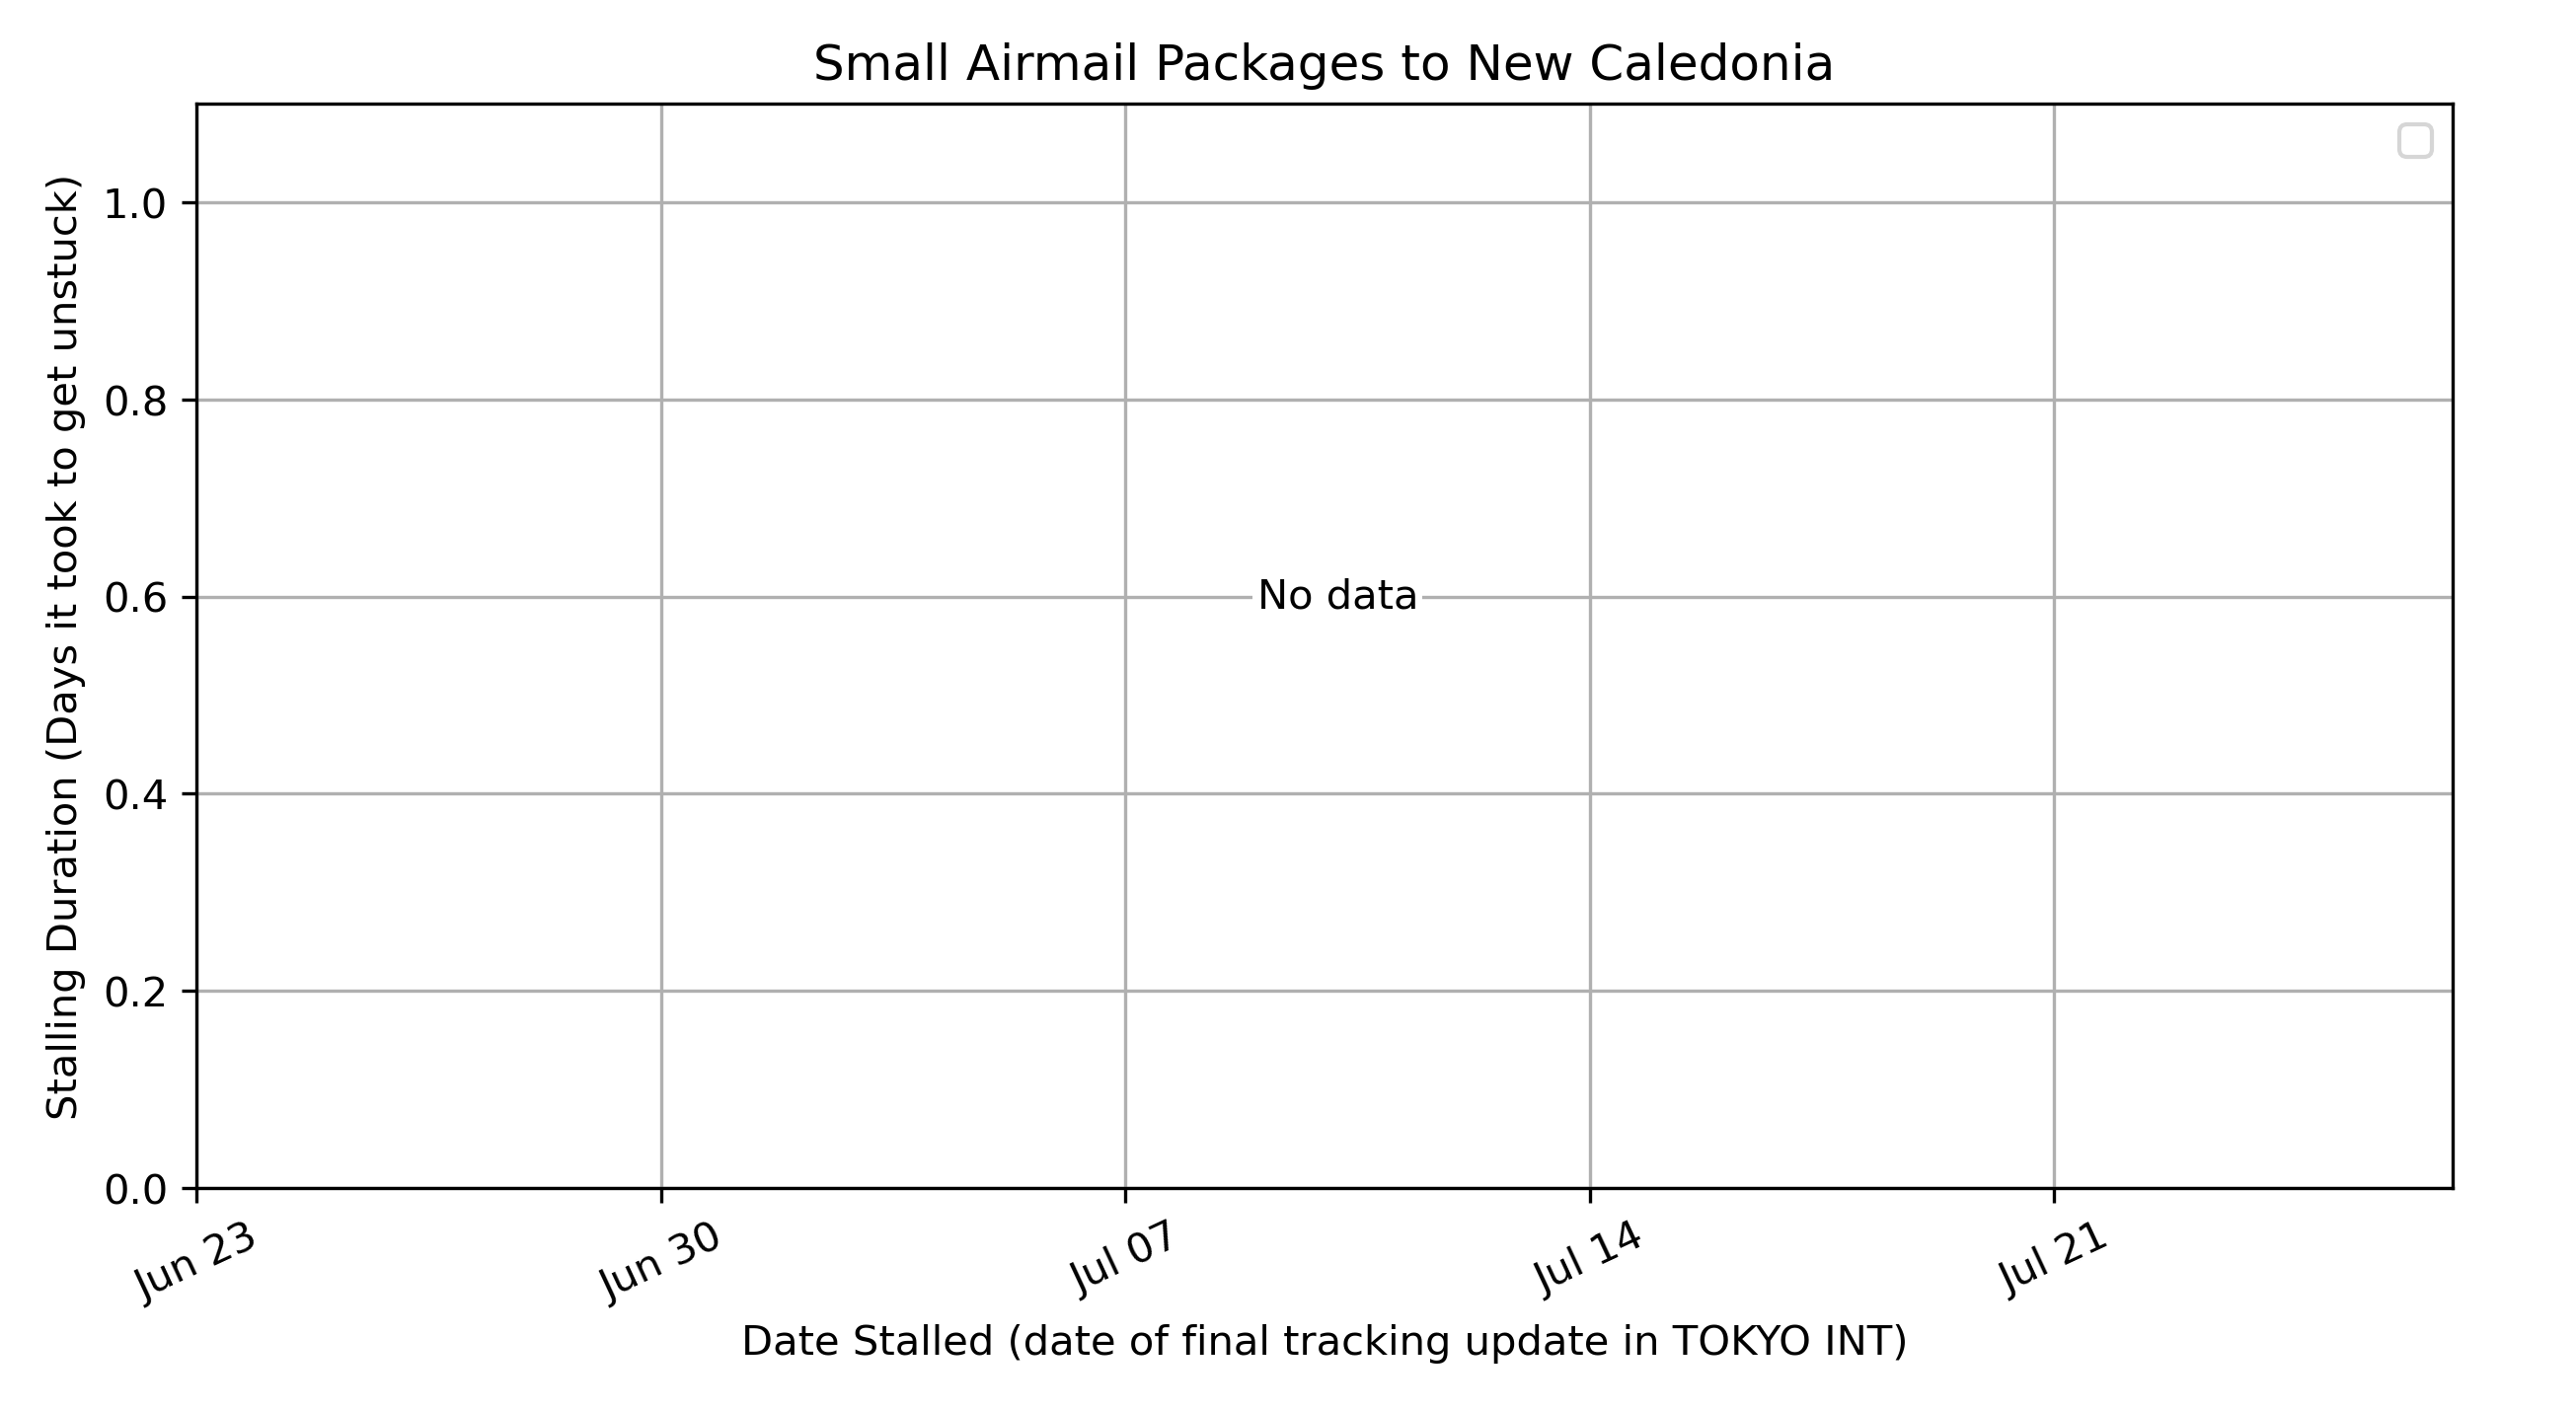 Small Airmail Packages to New Caledonia
Stalling Duration (Days it took to get unstuck)
1.0
0.8
0.6
0.4
0.2
0.0
No data
Jun 23
Jun 30
Jul 07
Jul 14
Jul 21
Date Stalled (date of final tracking update in TOKYO INT)